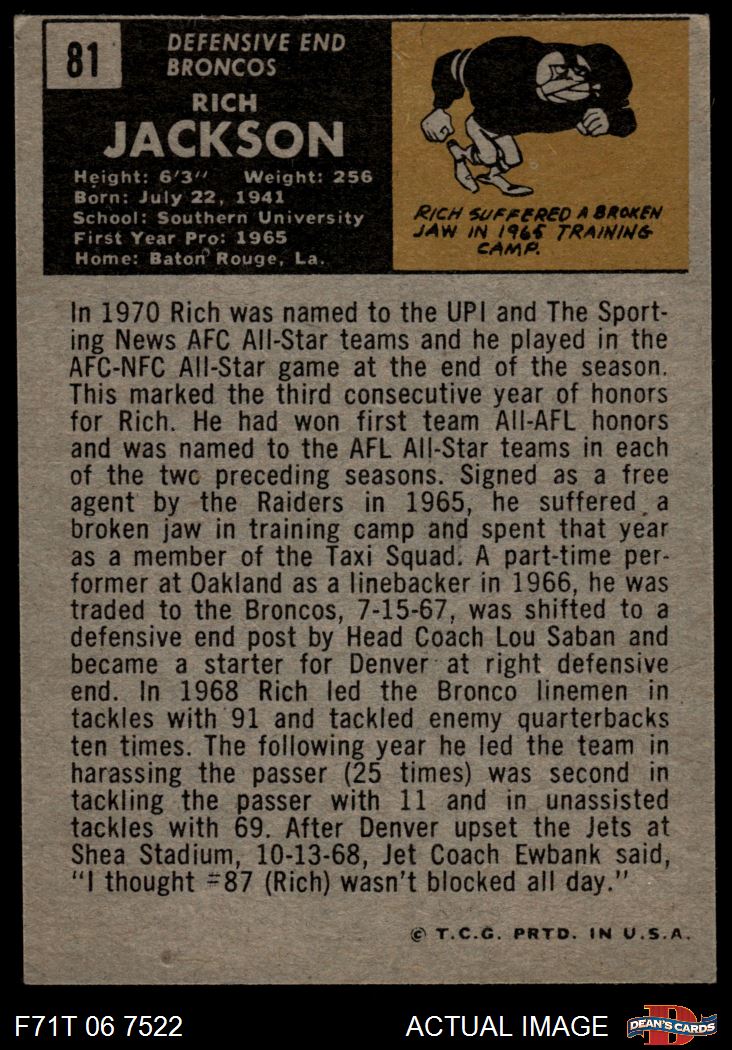 81
DEFENSIVE END
BRONCOS
RICH
JACKSON
Height: 6'3" Weight: 256
Born: July 22, 1941
School: Southern University
First Year Pro: 1965
Home: Baton Rouge, La.
RICH SUFFERED A BROKEN
JAW IN 1965 TRAINING
CAMP.
In 1970 Rich was named to the UPI and The Sport-
ing News AFC All-Star teams and he played in the
AFC-NFC All-Star game at the end of the season.
This marked the third consecutive year of honors
for Rich. He had won first team All-AFL honors
and was named to the AFL All-Star teams in each
of the two preceding seasons. Signed as a free
agent by the Raiders in 1965, he suffered a
broken jaw in training camp and spent that year
as a member of the Taxi Squad. A part-time per-
former at Oakland as a linebacker in 1966, he was
traded to the Broncos, 7-15-67, was shifted to a
defensive end post by Head Coach Lou Saban and
became a starter for Denver at right defensive
end. In 1968 Rich led the Bronco linemen in
tackles with 91 and tackled enemy quarterbacks
ten times. The following year he led the team in
harassing the passer (25 times) was second in
tackling the passer with 11 and in unassisted
tackles with 69. After Denver upset the Jets at
Shea Stadium, 10-13-68, Jet Coach Ewbank said,
"I thought #87 (Rich) wasn't blocked all day."
© T.C.G. PRTD. IN U.S.A.
F71T 06 7522 ACTUAL IMAGE D DEAN'S CARDS